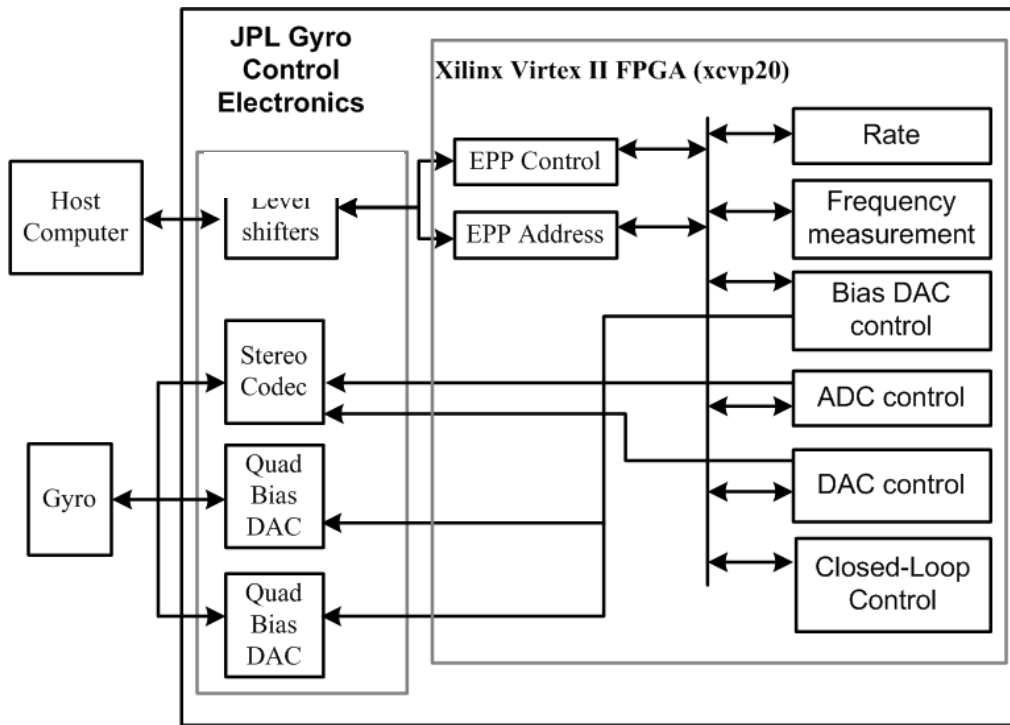 JPL Gyro
Control
Electronics
Xilinx Virtex II FPGA (xcvp20)
Host
Computer
Level
shifters
EPP Control
EPP Address
Rate
Frequency
measurement
Bias DAC
control
Stereo
Codec
ADC control
Gyro
Quad
Bias
DAC
DAC control
Quad
Bias
DAC
Closed-Loop
Control